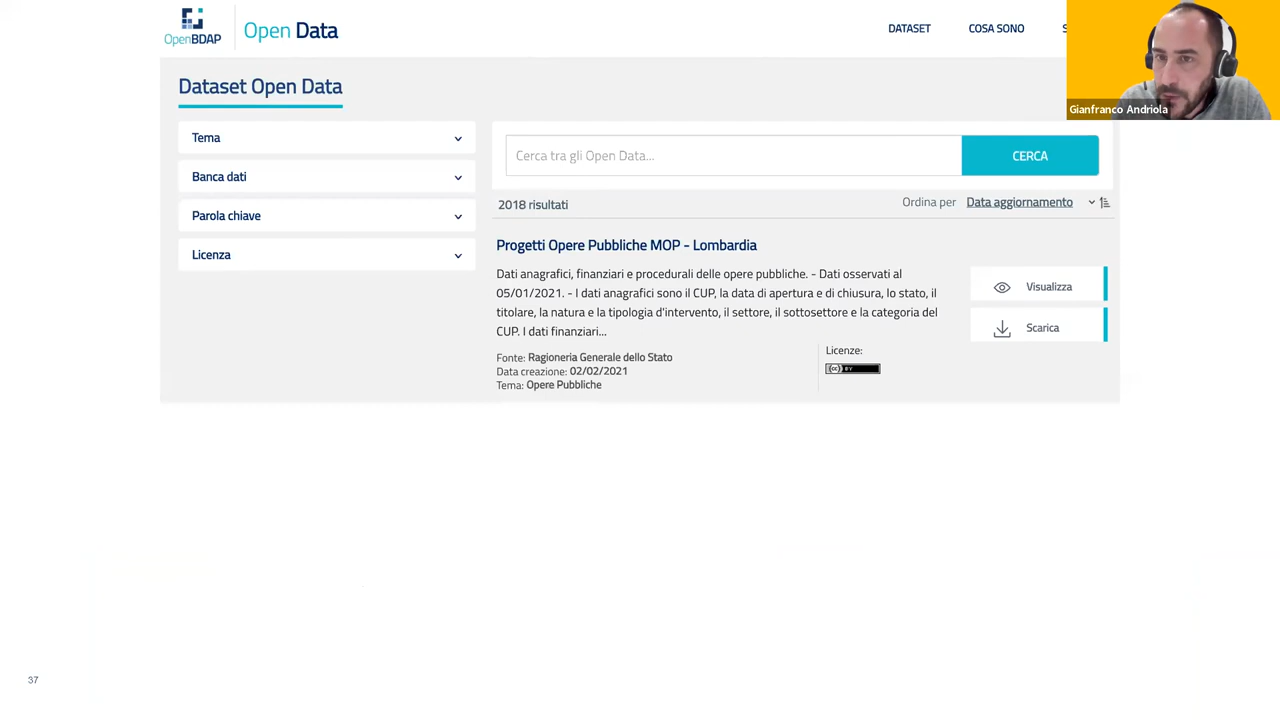 OpenBDAP
Open Data
DATASET
COSA SONO
S
Gianfranco Andriola
Dataset Open Data
Tema
Banca dati
Parola chiave
Licenza
Cerca tra gli Open Data...
CERCA
2018 risultati
Ordina per Data aggiornamento
Progetti Opere Pubbliche MOP - Lombardia
Dati anagrafici, finanziari e procedurali delle opere pubbliche. - Dati osservati al
05/01/2021. - I dati anagrafici sono il CUP, la data di apertura e di chiusura, lo stato, il
titolare, la natura e la tipologia d'intervento, il settore, il sottosettore e la categoria del
CUP. I dati finanziari...
Visualizza
Scarica
Fonte: Ragioneria Generale dello Stato
Data creazione: 02/02/2021
Tema: Opere Pubbliche
Licenze:
cc BY
37